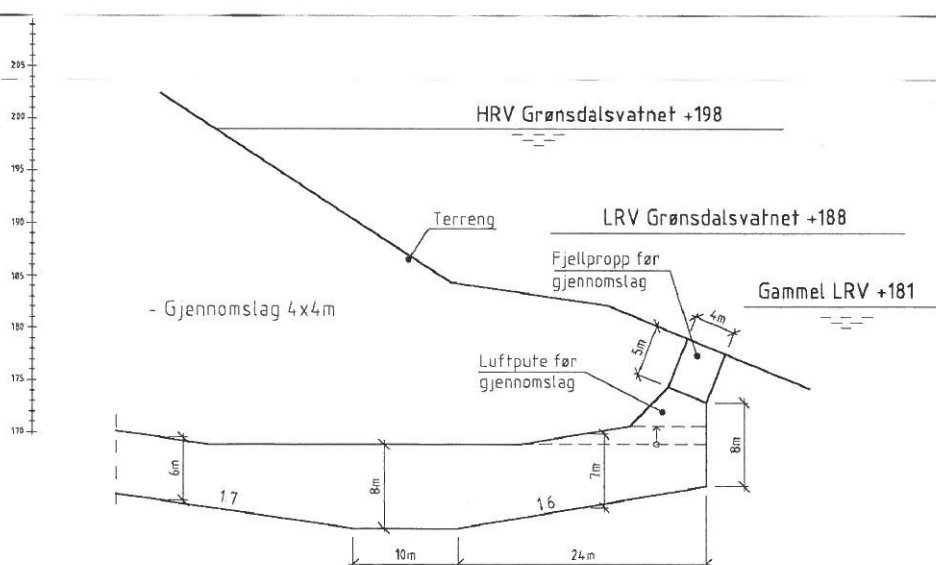 205
HRV Grønsdalsvatnet +198
200
195
Terreng
LRV Grønsdalsvatnet +188
190
Fjellpropp før
gjennomslag
185
Gammel LRV +181
- Gjennomslag 4x4m
4m
180
5m
Luftpute før
gjennomslag
175
170
6m
8m
7m
8m
1:7
1:6
10m
24m